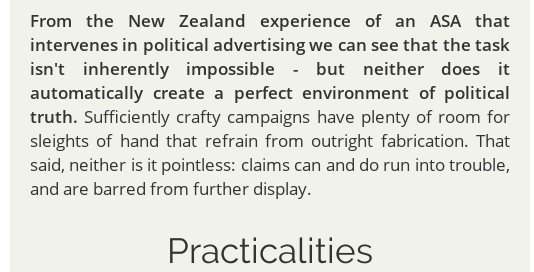 From the New Zealand experience of an ASA that
intervenes in political advertising we can see that the task
isn't inherently impossible - but neither does it
automatically create a perfect environment of political
truth. Sufficiently crafty campaigns have plenty of room for
sleights of hand that refrain from outright fabrication. That
said, neither is it pointless: claims can and do run into trouble,
and are barred from further display.
Practicalities